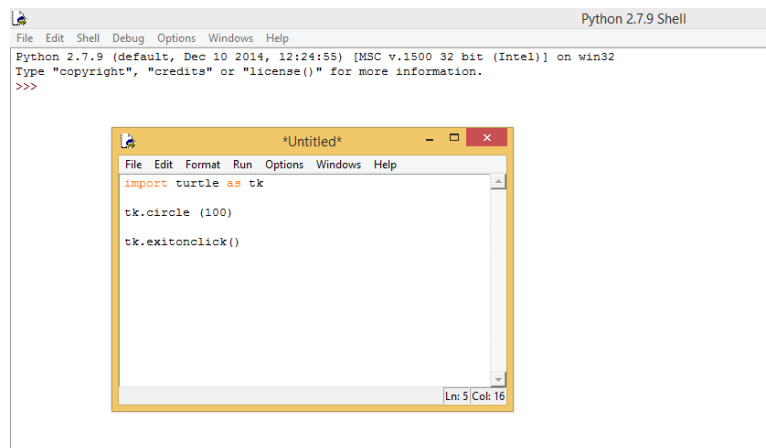 Python 2.7.9 Shell
File Edit Shell Debug Options Windows Help
Python 2.7.9 (default, Dec 10 2014, 12:24:55) [MSC v.1500 32 bit (Intel)] on win32
Type "copyright", "credits" or "license()" for more information.
>>>
*Untitled*
File Edit Format Run Options Windows Help
import turtle as tk
tk.circle (100)
tk.exitonclick()
Ln: 5 Col: 16